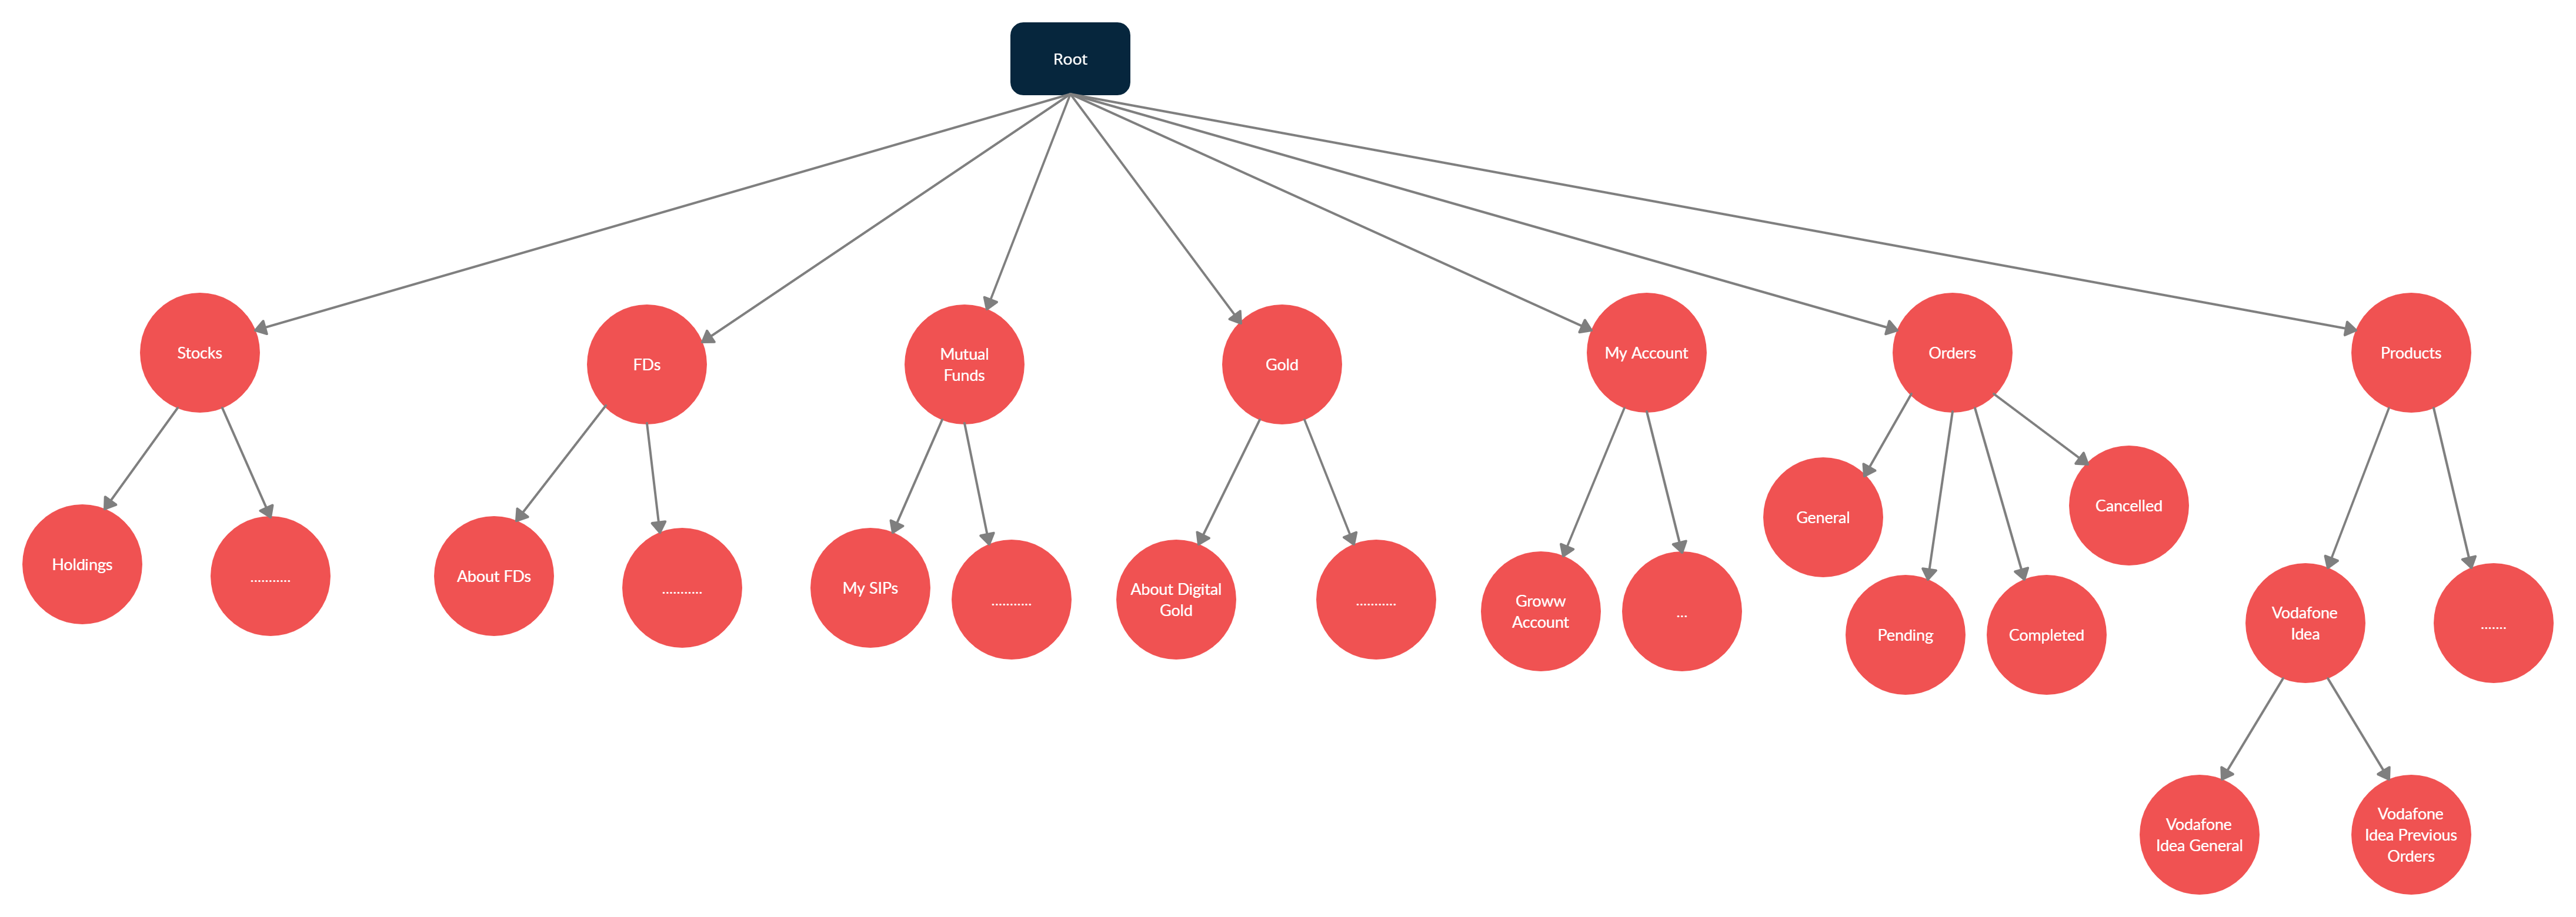 Root
Stocks
FDs
Mutual
Funds
Gold
My Account
Orders
Products
Holdings
...........
About FDs
...........
My SIPs
...........
About Digital
Gold
...........
Groww
Account
...
General
Pending
Completed
Cancelled
Vodafone
Idea
.......
Vodafone
Idea General
Vodafone
Idea Previous
Orders